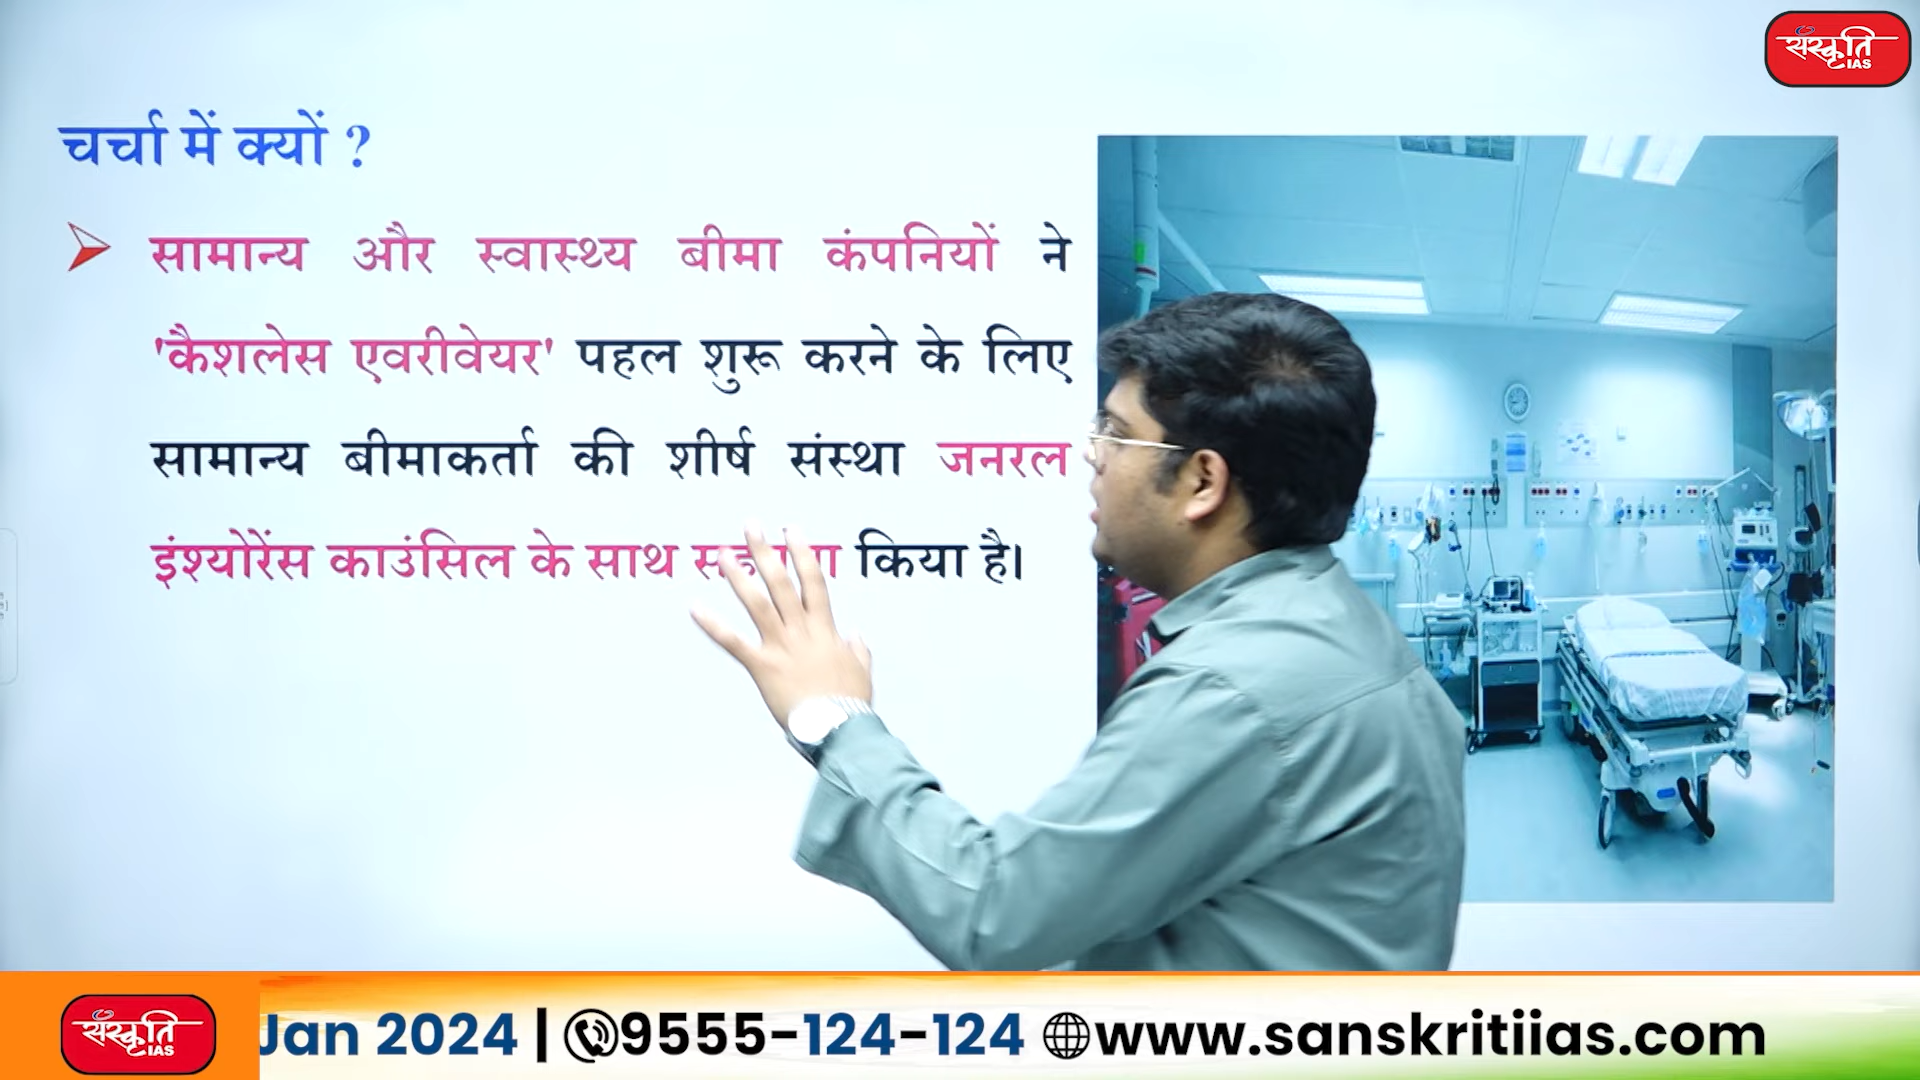 संस्कृति
IAS
चर्चा में क्यों ?
सामान्य और स्वास्थ्य बीमा कंपनियों ने
'कैशलेस एवरीवेयर' पहल शुरू करने के लिए
सामान्य बीमाकर्ता की शीर्ष संस्था जनरल
इंश्योरेंस काउंसिल के साथ किया है।
संस्कृति
IAS
Jan 2024 | 9555-124-124 www.sanskritiias.com